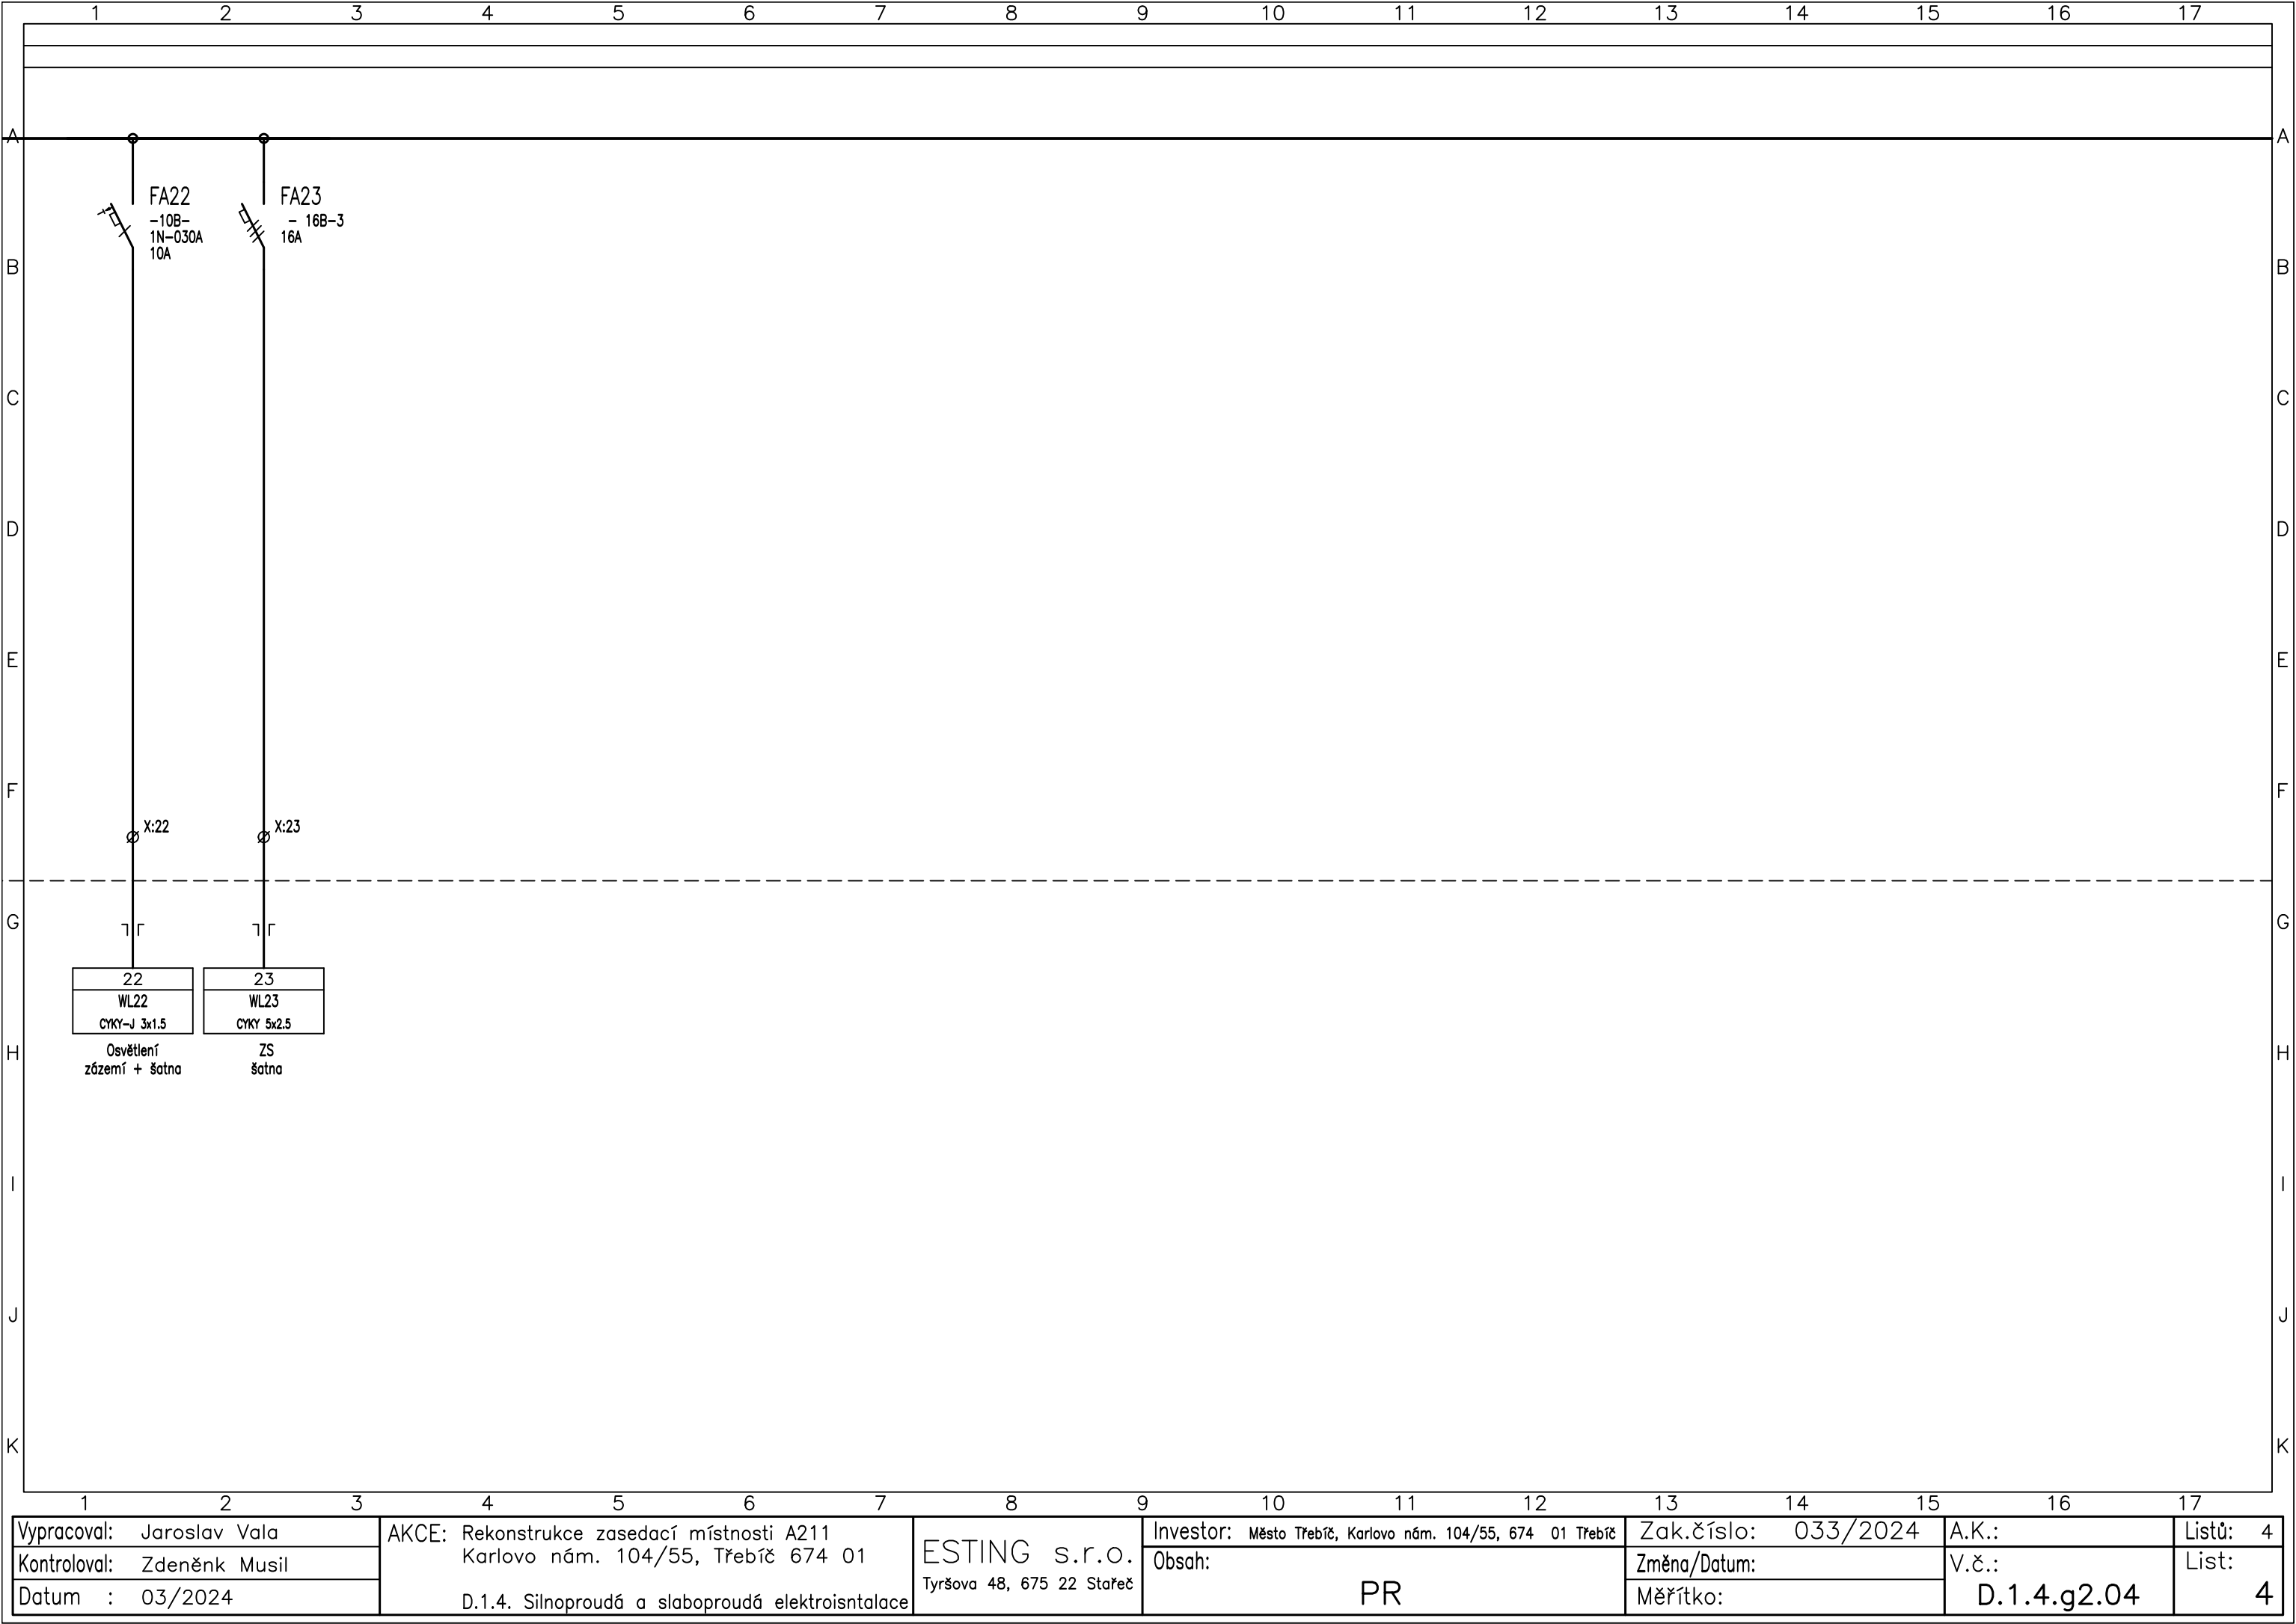 1 2 3 4 5 6 7 8 9 10 11 12 13 14 15 16 17
A A
FA22 FA23
-10B- - 16B-3
1N-030A 16A
10A
B B
C C
D D
E E
F F
X:22 X:23
G G
22 23
WL22 WL23
CYKY-J 3x1.5 CYKY 5x2.5
H H
Osvětlení ZS
zázemí + šatna šatna
I I
J J
K K
1 2 3 4 5 6 7 8 9 10 11 12 13 14 15 16 17
Vypracoval: Jaroslav Vala
Kontroloval: Zdeněnk Musil
Datum : 03/2024
AKCE: Rekonstrukce zasedací místnosti A211
Karlovo nám. 104/55, Třebíč 674 01
D.1.4. Silnoproudá a slaboproudá elektroisntalace
ESTING s.r.o.
Tyršova 48, 675 22 Stařeč
Investor: Město Třebíč, Karlovo nám. 104/55, 674 01 Třebíč
Obsah:
PR
Zak.číslo: 033/2024
Změna/Datum:
Měřítko:
A.K.:
V.č.:
D.1.4.g2.04
Listů: 4
List:
4